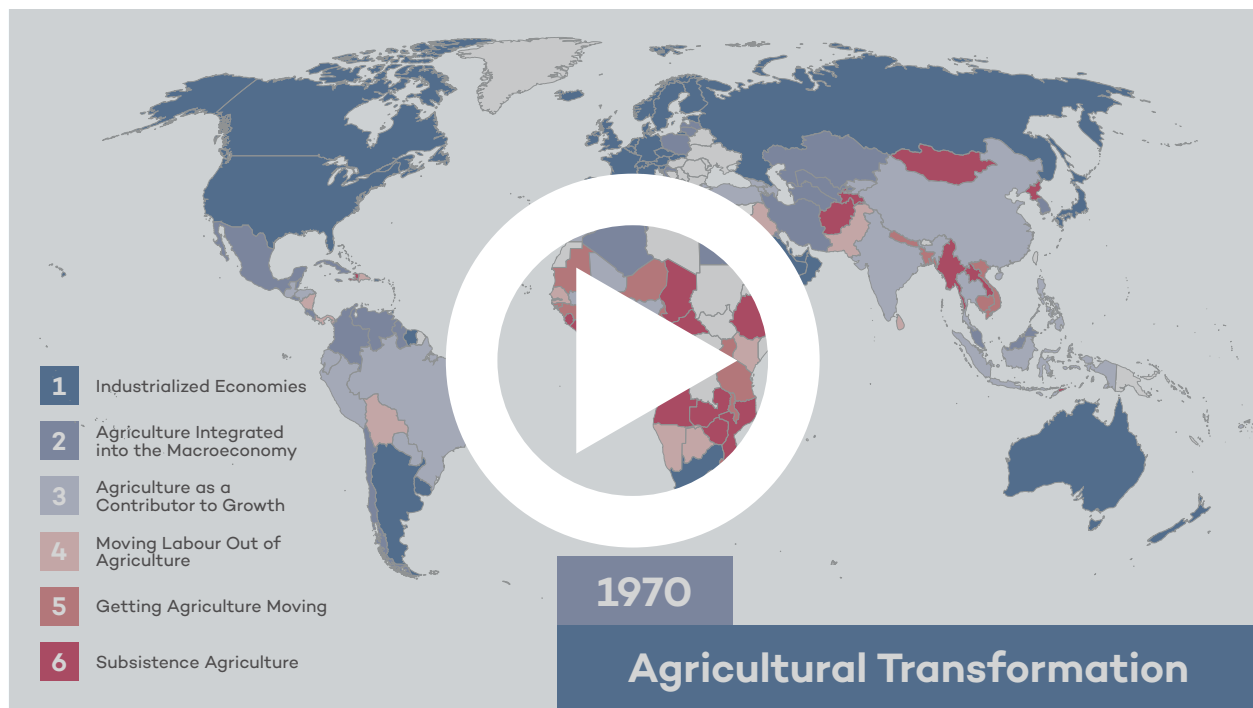 1 Industrialized Economies
2 Agriculture Integrated
into the Macroeconomy
3 Agriculture as a
Contributor to Growth
4 Moving Labour Out of
Agriculture
5 Getting Agriculture Moving
6 Subsistence Agriculture
1970
Agricultural Transformation